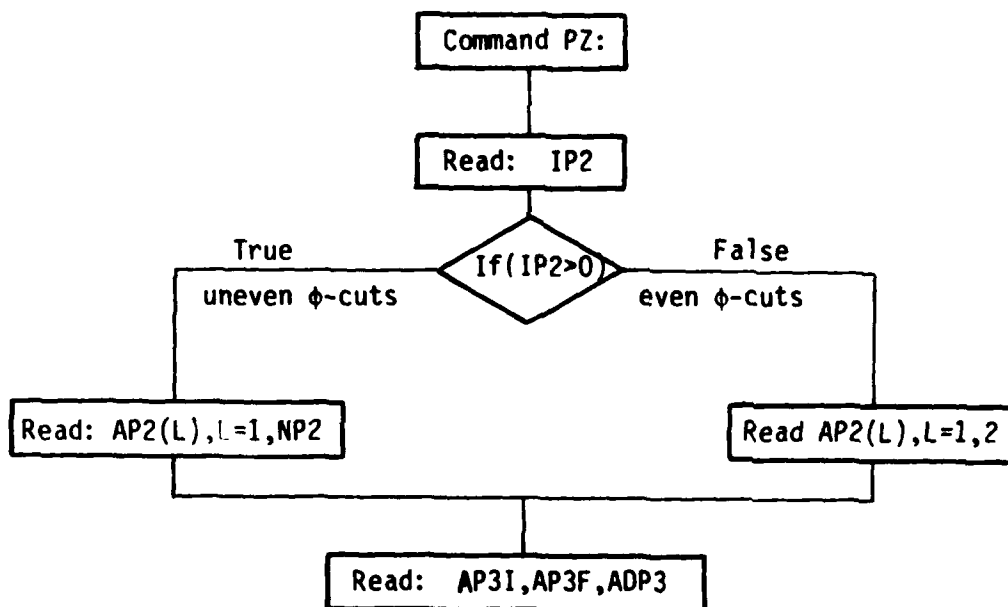 Command PZ:
Read: IP2
If(IP2>0)
True
False
uneven ϕ-cuts
even ϕ-cuts
Read: AP2(L),L=1,NP2
Read AP2(L),L=1,2
Read: AP3I,AP3F,ADP3